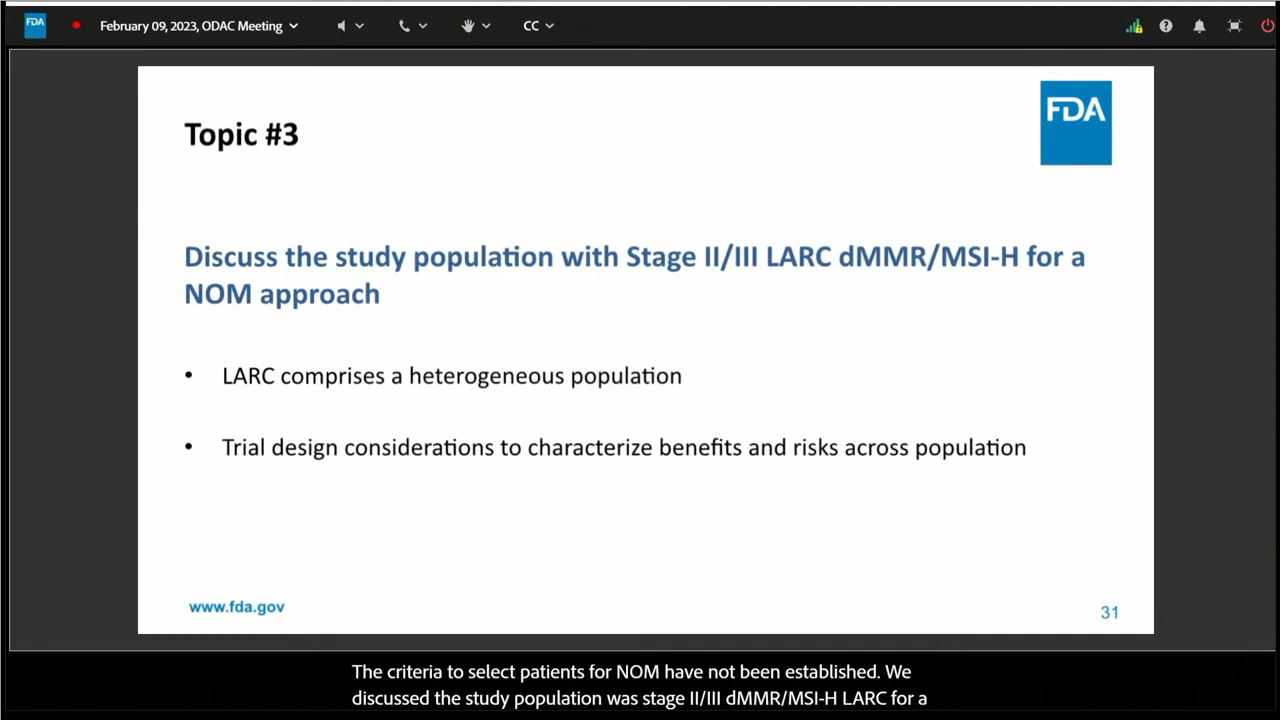 FDA
February 09, 2023, ODAC Meeting
CC
FDA
Topic #3
Discuss the study population with Stage II/III LARC dMMR/MSI-H for a
NOM approach
• LARC comprises a heterogeneous population
• Trial design considerations to characterize benefits and risks across population
www.fda.gov
31
The criteria to select patients for NOM have not been established. We
discussed the study population was stage II/III dMMR/MSI-H LARC for a